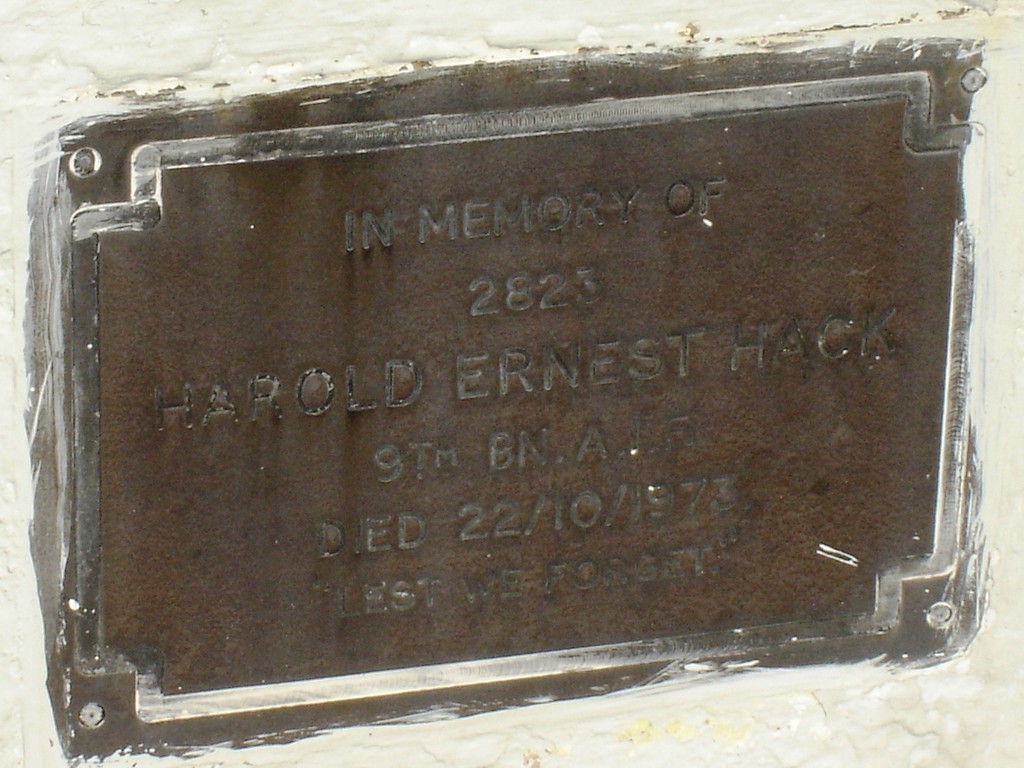 IN MEMORY OF
2823
HAROLD ERNEST HACK
9TH BN. A.I.F.
DIED 22/10/1973.
"LEST WE FORGET."